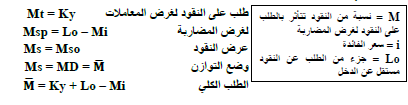 Mt = Ky طلب على النقود لغرض المعاملات
Msp = Lo – Mi لغرض المضاربة
Ms = Mso عرض النقود
Ms = MD = M̅ وضع التوازن
M̅ = Ky + Lo – Mi الطلب الكلي
M = نسبة من النقود تتأثر بالطلب
على النقود لغرض المضاربة
i = سعر الفائدة
Lo = جزء من الطلب عن النقود
مستقل عن الدخل